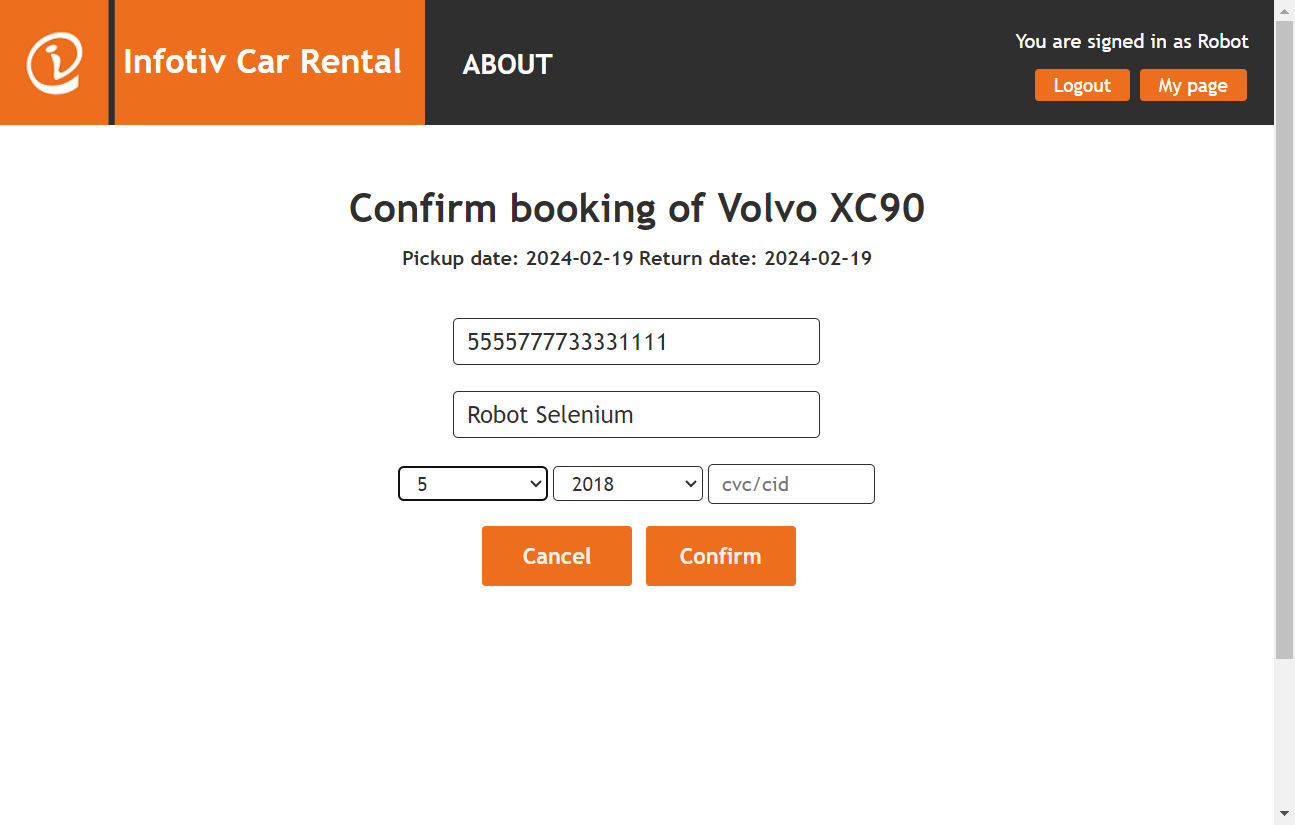 Infotiv Car Rental
ABOUT
You are signed in as Robot
Logout My page
Confirm booking of Volvo XC90
Pickup date: 2024-02-19 Return date: 2024-02-19
5555777733331111
Robot Selenium
5 2018 cvc/cid
Cancel Confirm